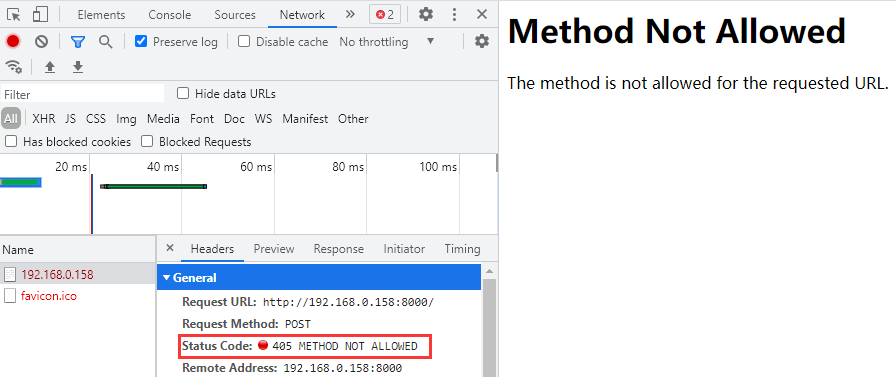 Elements Console Sources Network » 2
Preserve log Disable cache No throttling
Filter Hide data URLs
All XHR JS CSS Img Media Font Doc WS Manifest Other
Has blocked cookies Blocked Requests
20 ms 40 ms 60 ms 80 ms 100 ms
Name
192.168.0.158
favicon.ico
Headers Preview Response Initiator Timing
General
Request URL: http://192.168.0.158:8000/
Request Method: POST
Status Code: 405 METHOD NOT ALLOWED
Remote Address: 192.168.0.158:8000
Method Not Allowed
The method is not allowed for the requested URL.